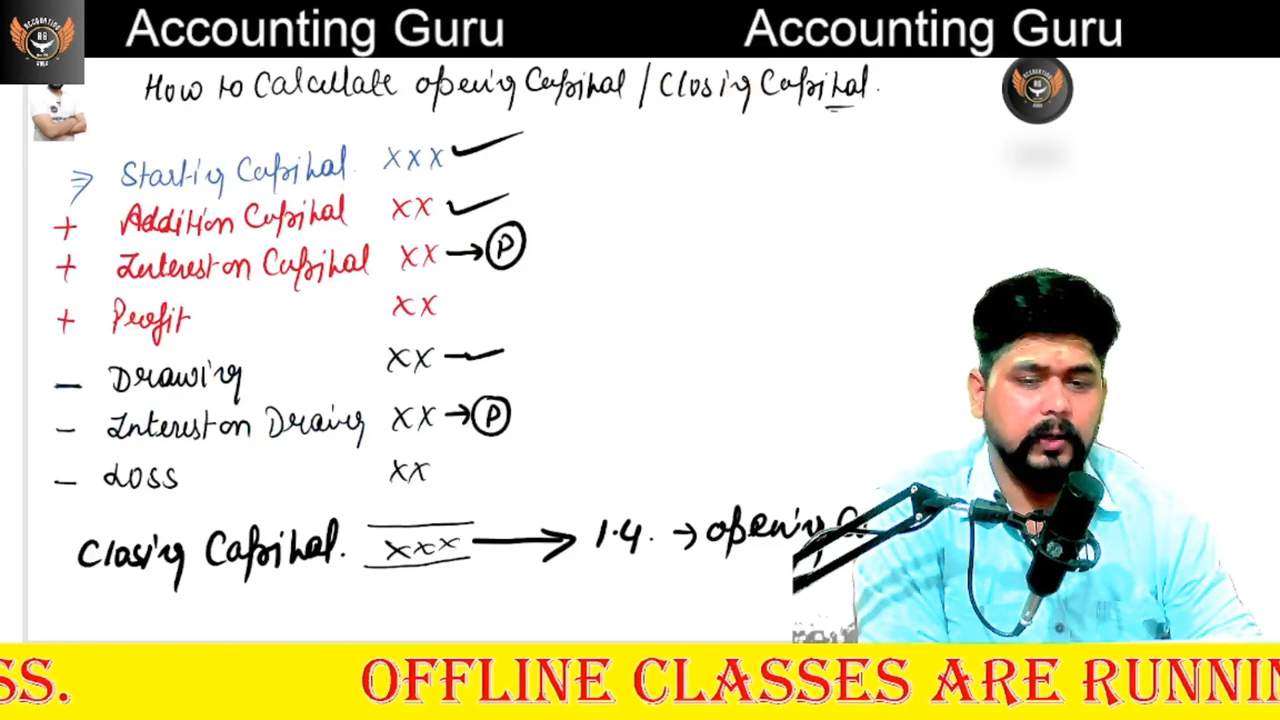 Accounting Guru
Accounting Guru
How to Calculate opening Capital / Closing Capital.
⇒ Starting Capital. xxx ✓
+ Addition Capital xx ✓
+ Interest on Capital xx → P
+ Profit xx
- Drawing xx ✓
- Interest on Drawing xx → P
- Loss xx
Closing Capital. xxx → 1.4. → opening C.
SS. OFFLINE CLASSES ARE RUNNIN